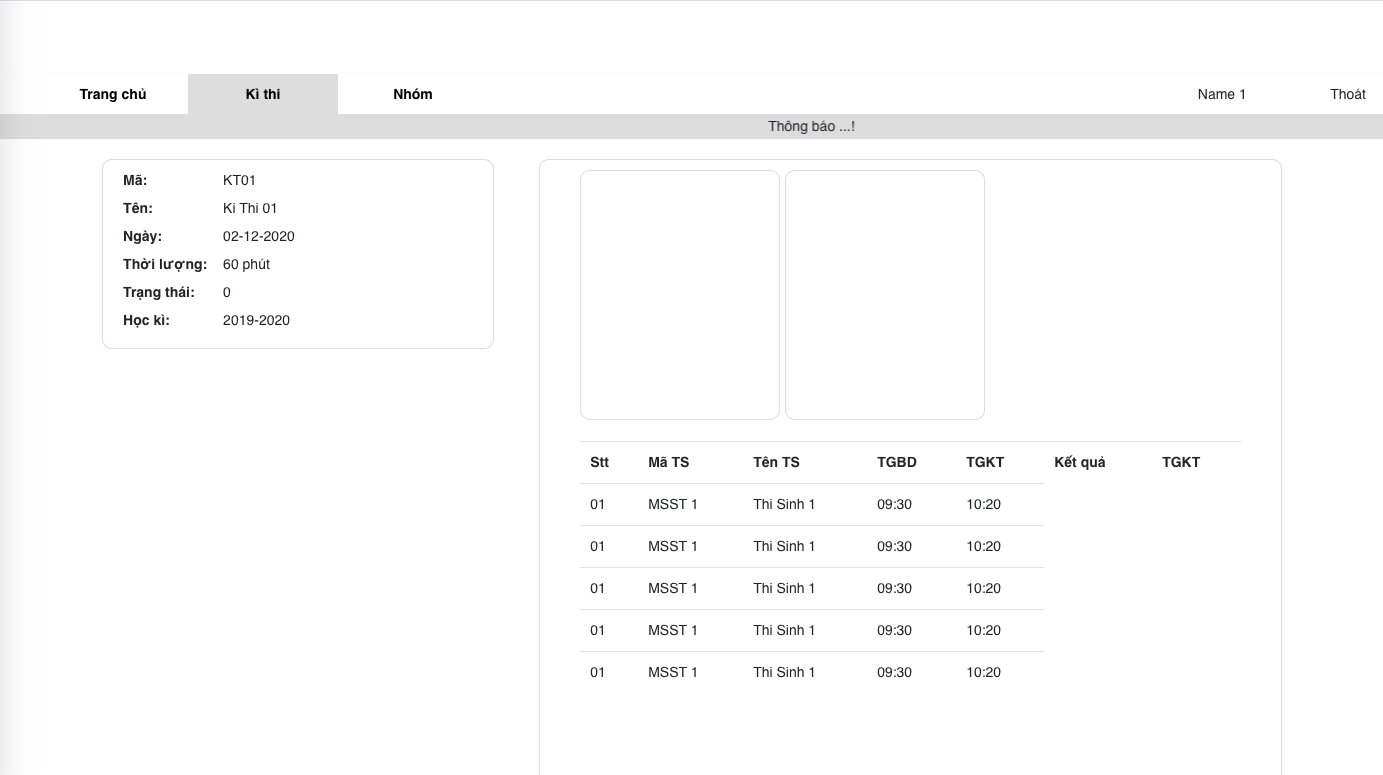 Trang chủ Kì thi Nhóm Name 1 Thoát
Thông báo ...!
Mã: KT01
Tên: Ki Thi 01
Ngày: 02-12-2020
Thời lượng: 60 phút
Trạng thái: 0
Học kì: 2019-2020
Stt Mã TS Tên TS TGBD TGKT Kết quả TGKT
01 MSST 1 Thi Sinh 1 09:30 10:20
01 MSST 1 Thi Sinh 1 09:30 10:20
01 MSST 1 Thi Sinh 1 09:30 10:20
01 MSST 1 Thi Sinh 1 09:30 10:20
01 MSST 1 Thi Sinh 1 09:30 10:20